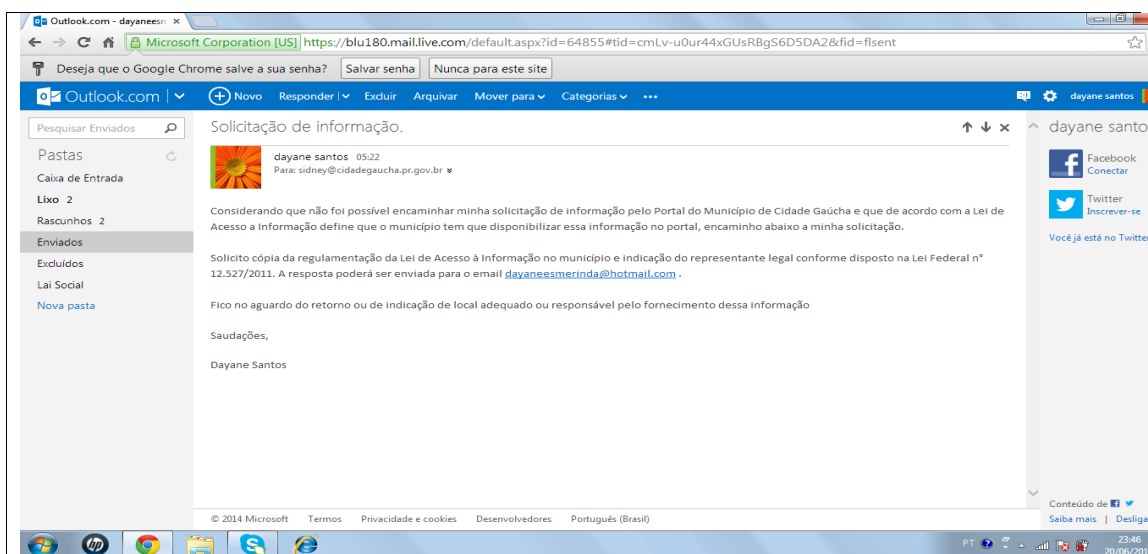 Outlook.com - dayaneesn ×
Microsoft Corporation [US] https://blu180.mail.live.com/default.aspx?id=64855#tid=cmLv-u0ur44xGUsRBgS6D5DA2&fid=flsent
Deseja que o Google Chrome salve a sua senha? Salvar senha Nunca para este site
Outlook.com Novo Responder Excluir Arquivar Mover para Categorias ••• dayane santos
Pesquisar Enviados
Pastas
Caixa de Entrada
Lixo 2
Rascunhos 2
Enviados
Excluídos
Lai Social
Nova pasta
Solicitação de informação.
dayane santos 05:22
Para: sidney@cidadegaucha.pr.gov.br
Considerando que não foi possível encaminhar minha solicitação de informação pelo Portal do Município de Cidade Gaúcha e que de acordo com a Lei de
Acesso a Informação define que o município tem que disponibilizar essa informação no portal, encaminho abaixo a minha solicitação.
Solicito cópia da regulamentação da Lei de Acesso à Informação no município e indicação do representante legal conforme disposto na Lei Federal n°
12.527/2011. A resposta poderá ser enviada para o email dayaneesmerinda@hotmail.com .
Fico no aguardo do retorno ou de indicação de local adequado ou responsável pelo fornecimento dessa informação
Saudações,
Dayane Santos
dayane santo
Facebook
Conectar
Twitter
Inscrever-se
Você já está no Twitter
Conteúdo de
Saiba mais | Desliga
© 2014 Microsoft Termos Privacidade e cookies Desenvolvedores Português (Brasil)
PT 23:46
20/06/20